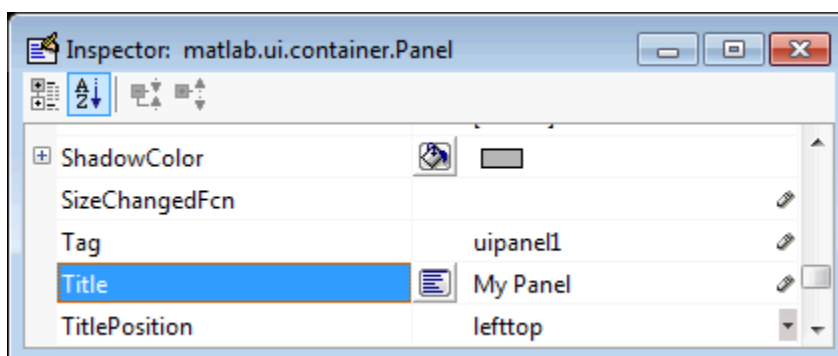 Inspector: matlab.ui.container.Panel
A
Z
ShadowColor
SizeChangedFcn
Tag uipanel1
Title My Panel
TitlePosition lefttop